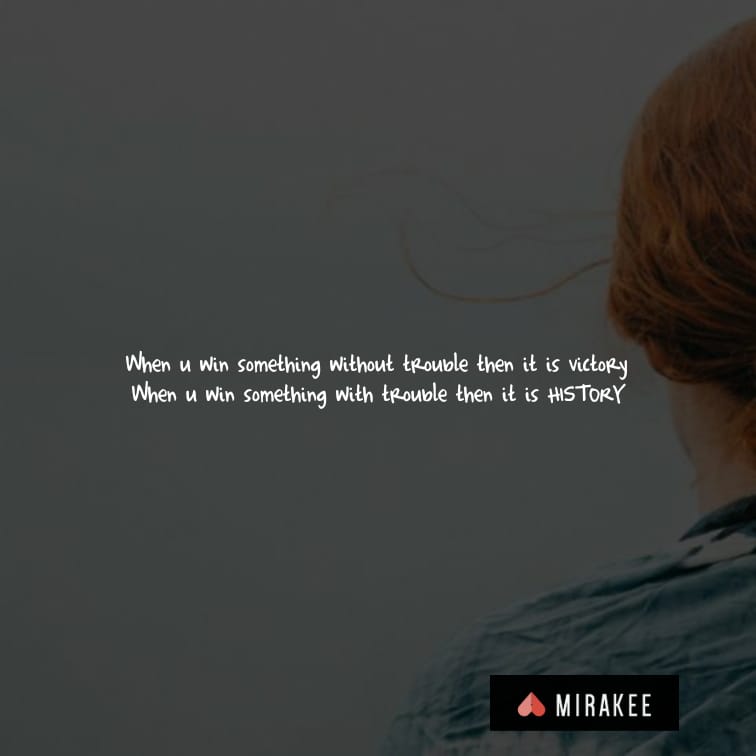 When u win something without trouble then it is victory
When u win something with trouble then it is HISTORY
MIRAKEE